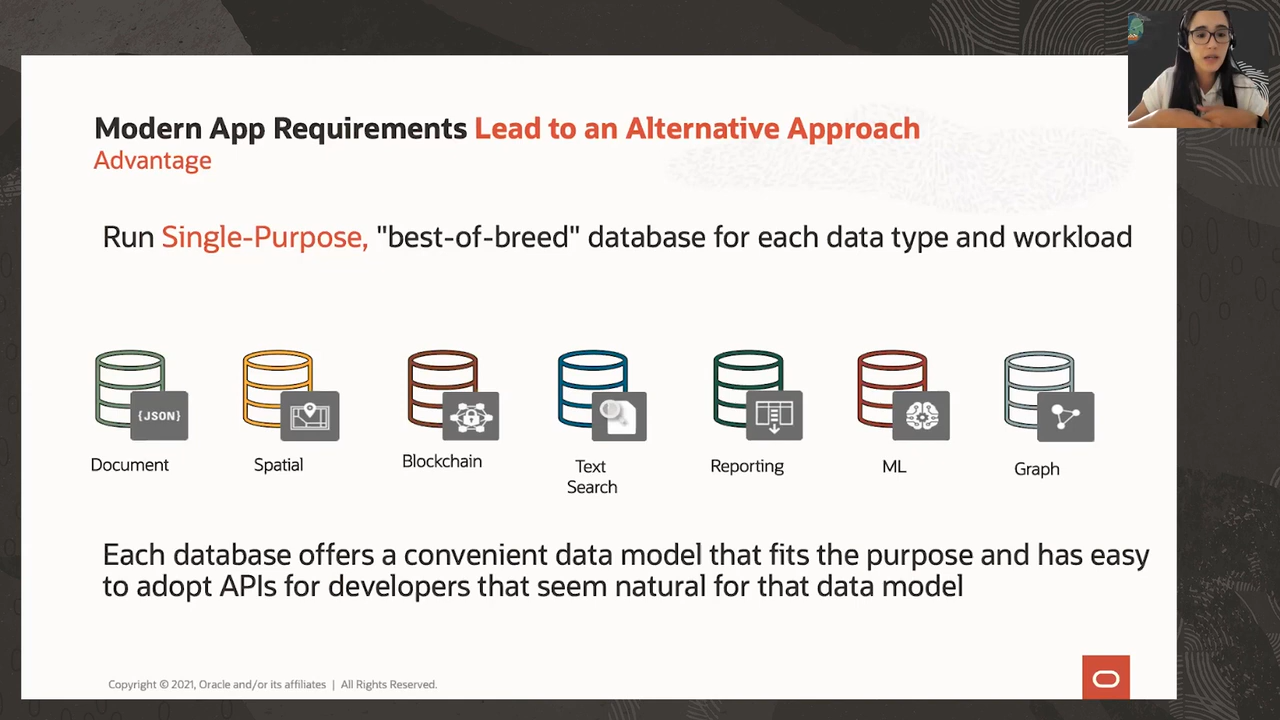 Modern App Requirements Lead to an Alternative Approach
Advantage
Run Single-Purpose, "best-of-breed" database for each data type and workload
{JSON}
Document
Spatial
Blockchain
Text
Search
Reporting
ML
Graph
Each database offers a convenient data model that fits the purpose and has easy
to adopt APIs for developers that seem natural for that data model
Copyright © 2021, Oracle and/or its affiliates | All Rights Reserved.